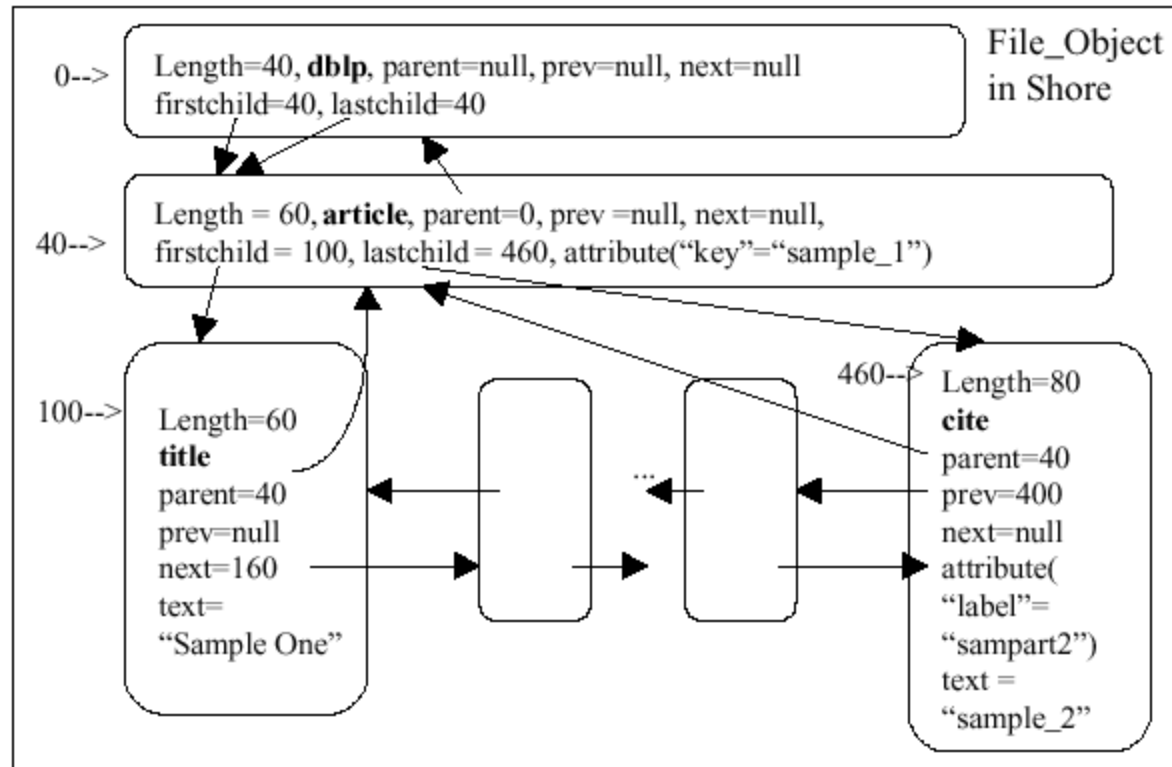 File_Object
in Shore
0-->
Length=40, dblp, parent=null, prev=null, next=null
firstchild=40, lastchild=40
40-->
Length = 60, article, parent=0, prev =null, next=null,
firstchild = 100, lastchild = 460, attribute(“key”=“sample_1”)
100-->
Length=60
title
parent=40
prev=null
next=160
text=
“Sample One”
...
460-->
Length=80
cite
parent=40
prev=400
next=null
attribute(
“label”=
“sampart2”)
text =
“sample_2”